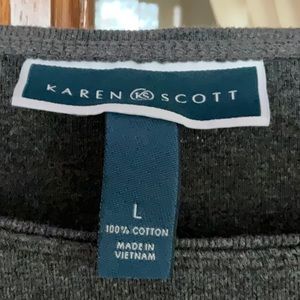 KAREN KS SCOTT
L
100% COTTON
MADE IN
VIETNAM